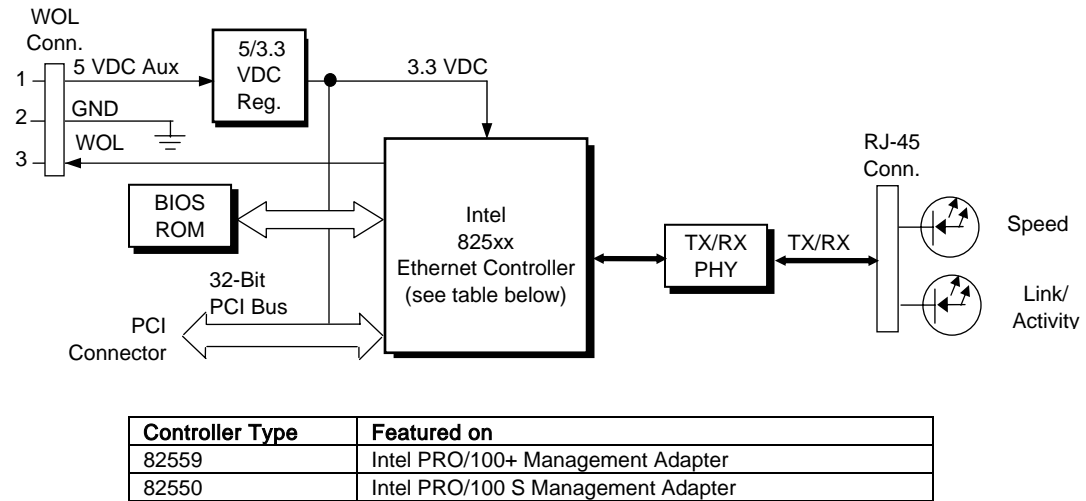 WOL
Conn.
1
5 VDC Aux
2
GND
3
WOL
5/3.3
VDC
Reg.
3.3 VDC
BIOS
ROM
32-Bit
PCI Bus
PCI
Connector
Intel
825xx
Ethernet Controller
(see table below)
TX/RX
PHY
TX/RX
RJ-45
Conn.
Speed
Link/
Activity
Controller Type Featured on
82559 Intel PRO/100+ Management Adapter
82550 Intel PRO/100 S Management Adapter